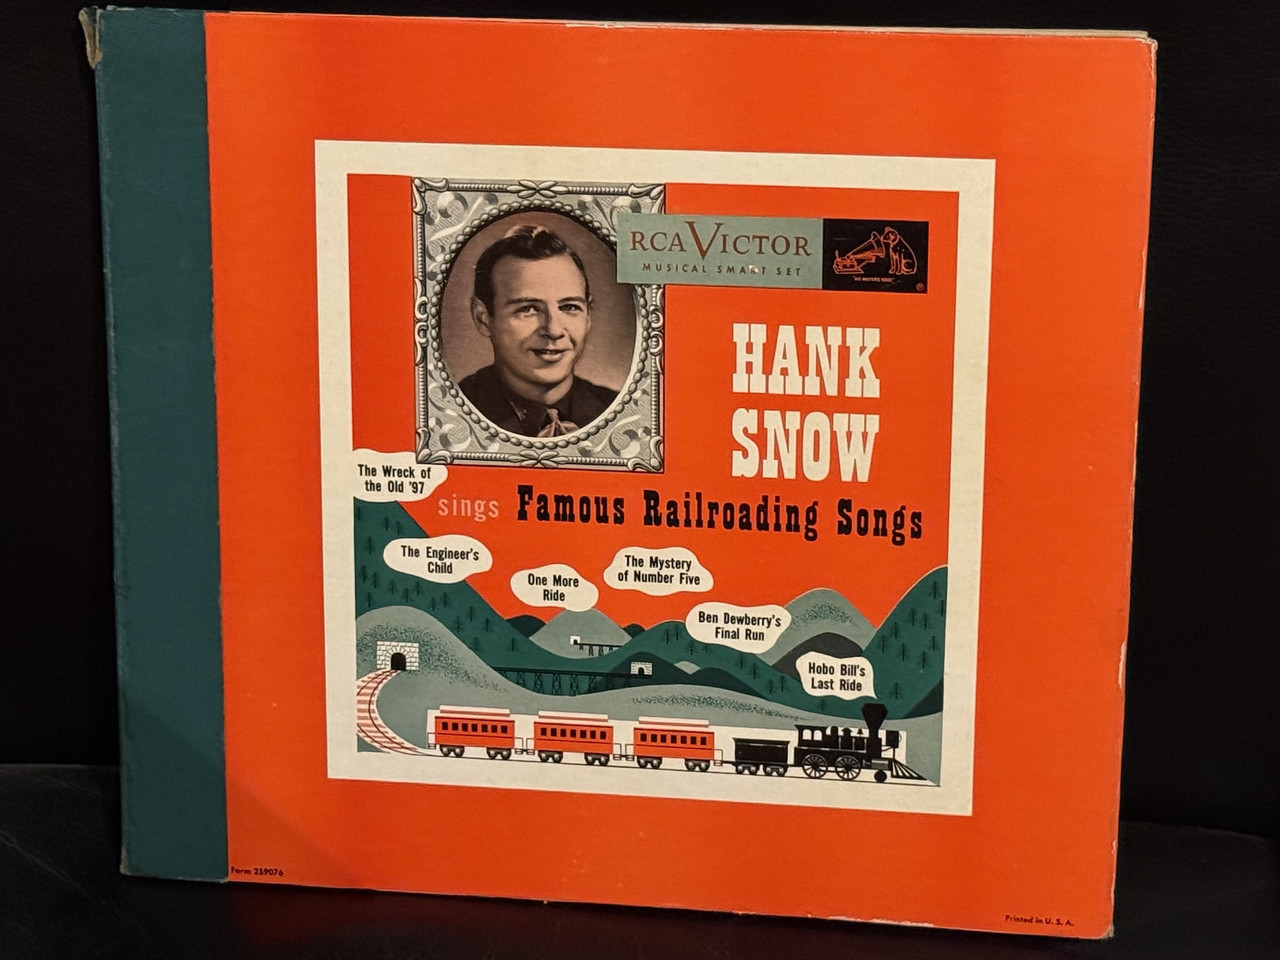 RCA VICTOR
MUSICAL SMART SET
"HIS MASTER'S VOICE"
®
HANK
SNOW
sings Famous Railroading Songs
The Wreck of
the Old '97
The Engineer's
Child
One More
Ride
The Mystery
of Number Five
Ben Dewberry's
Final Run
Hobo Bill's
Last Ride
Form 2S9076
Printed in U. S. A.